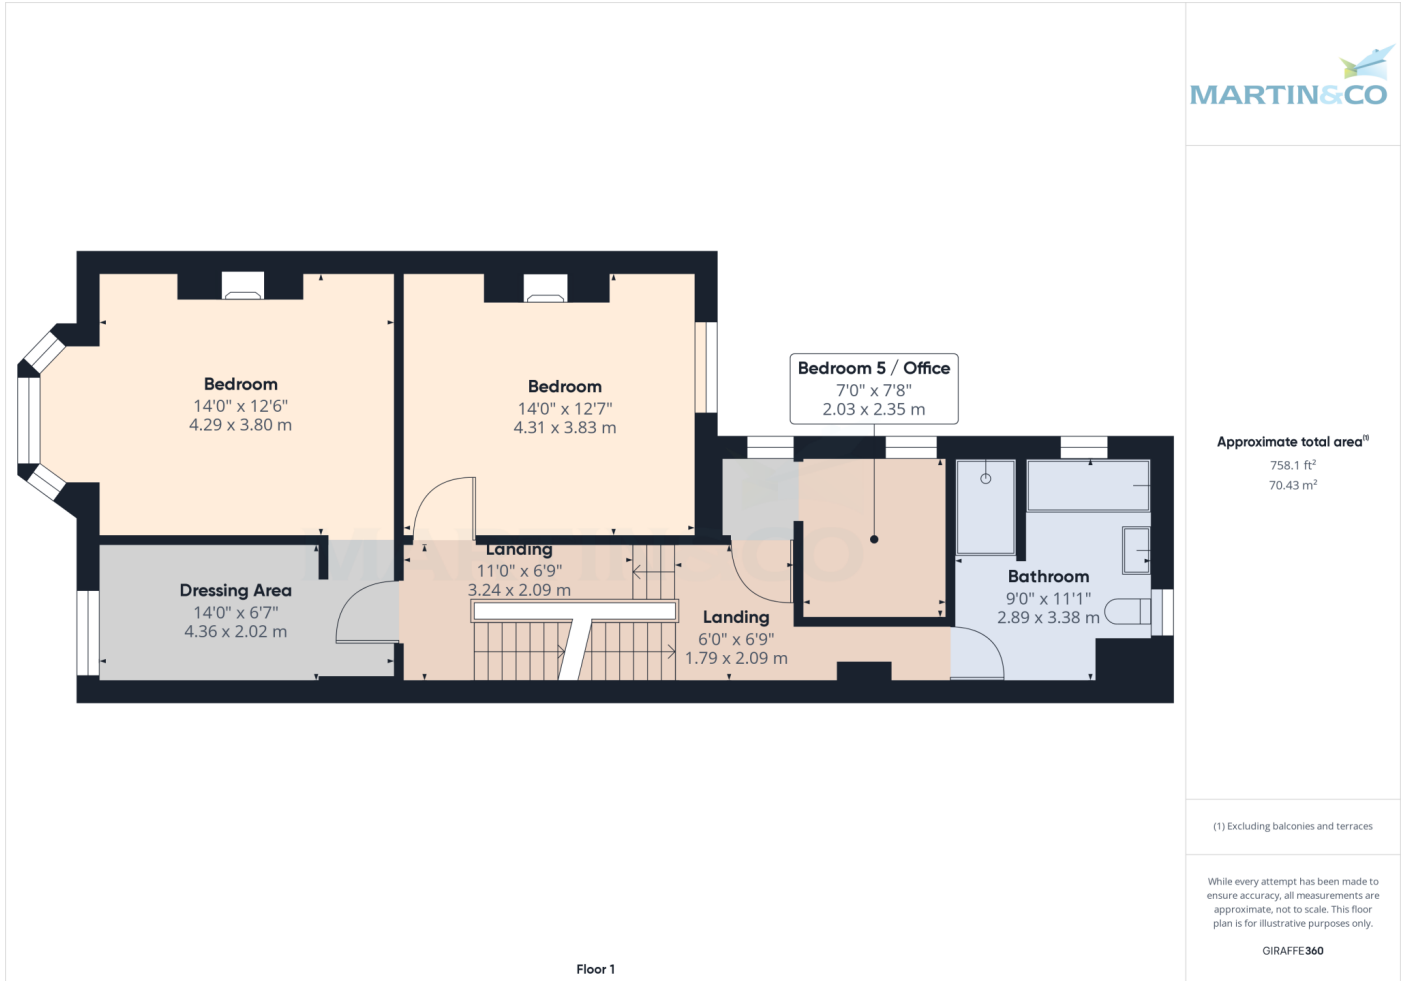 MARTIN&CO
Bedroom
14'0" x 12'6"
4.29 x 3.80 m
Bedroom
14'0" x 12'7"
4.31 x 3.83 m
Bedroom 5 / Office
7'0" x 7'8"
2.03 x 2.35 m
Approximate total area(1)
758.1 ft²
70.43 m²
MARTIN&CO
Landing
11'0" x 6'9"
3.24 x 2.09 m
Dressing Area
14'0" x 6'7"
4.36 x 2.02 m
Landing
6'0" x 6'9"
1.79 x 2.09 m
Bathroom
9'0" x 11'1"
2.89 x 3.38 m
(1) Excluding balconies and terraces
While every attempt has been made to
ensure accuracy, all measurements are
approximate, not to scale. This floor
plan is for illustrative purposes only.
GIRAFFE360
Floor 1